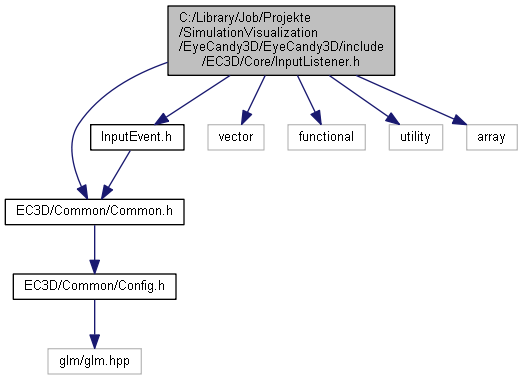 C:/Library/Job/Projekte
/SimulationVisualization
/EyeCandy3D/EyeCandy3D/include
/EC3D/Core/InputListener.h
InputEvent.h
vector
functional
utility
array
EC3D/Common/Common.h
EC3D/Common/Config.h
glm/glm.hpp